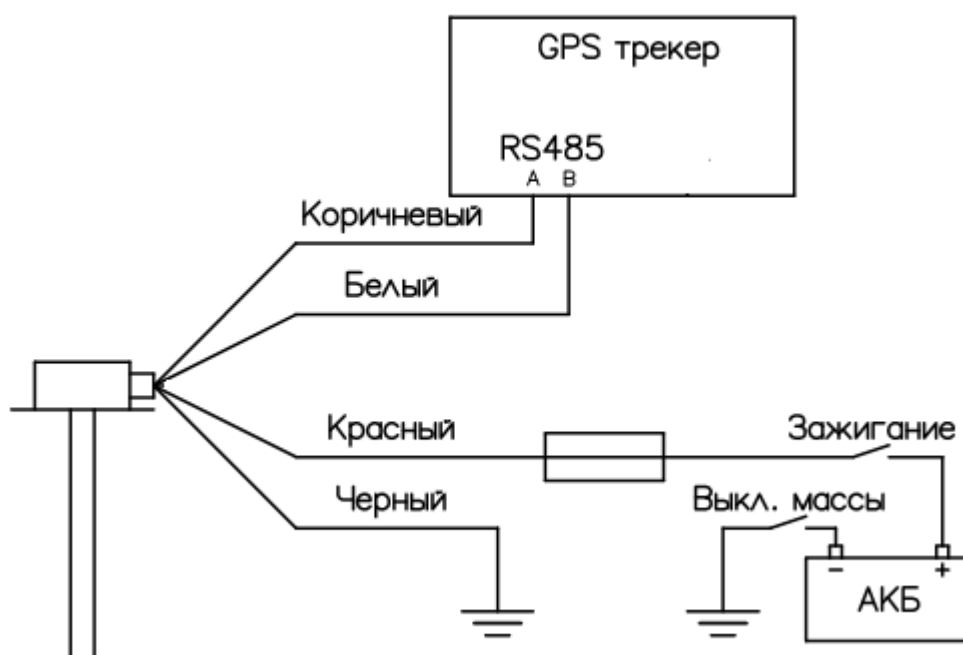 GPS трекер
RS485
A B
Коричневый
Белый
Красный
Зажигание
Черный
Выкл. массы
- +
АКБ